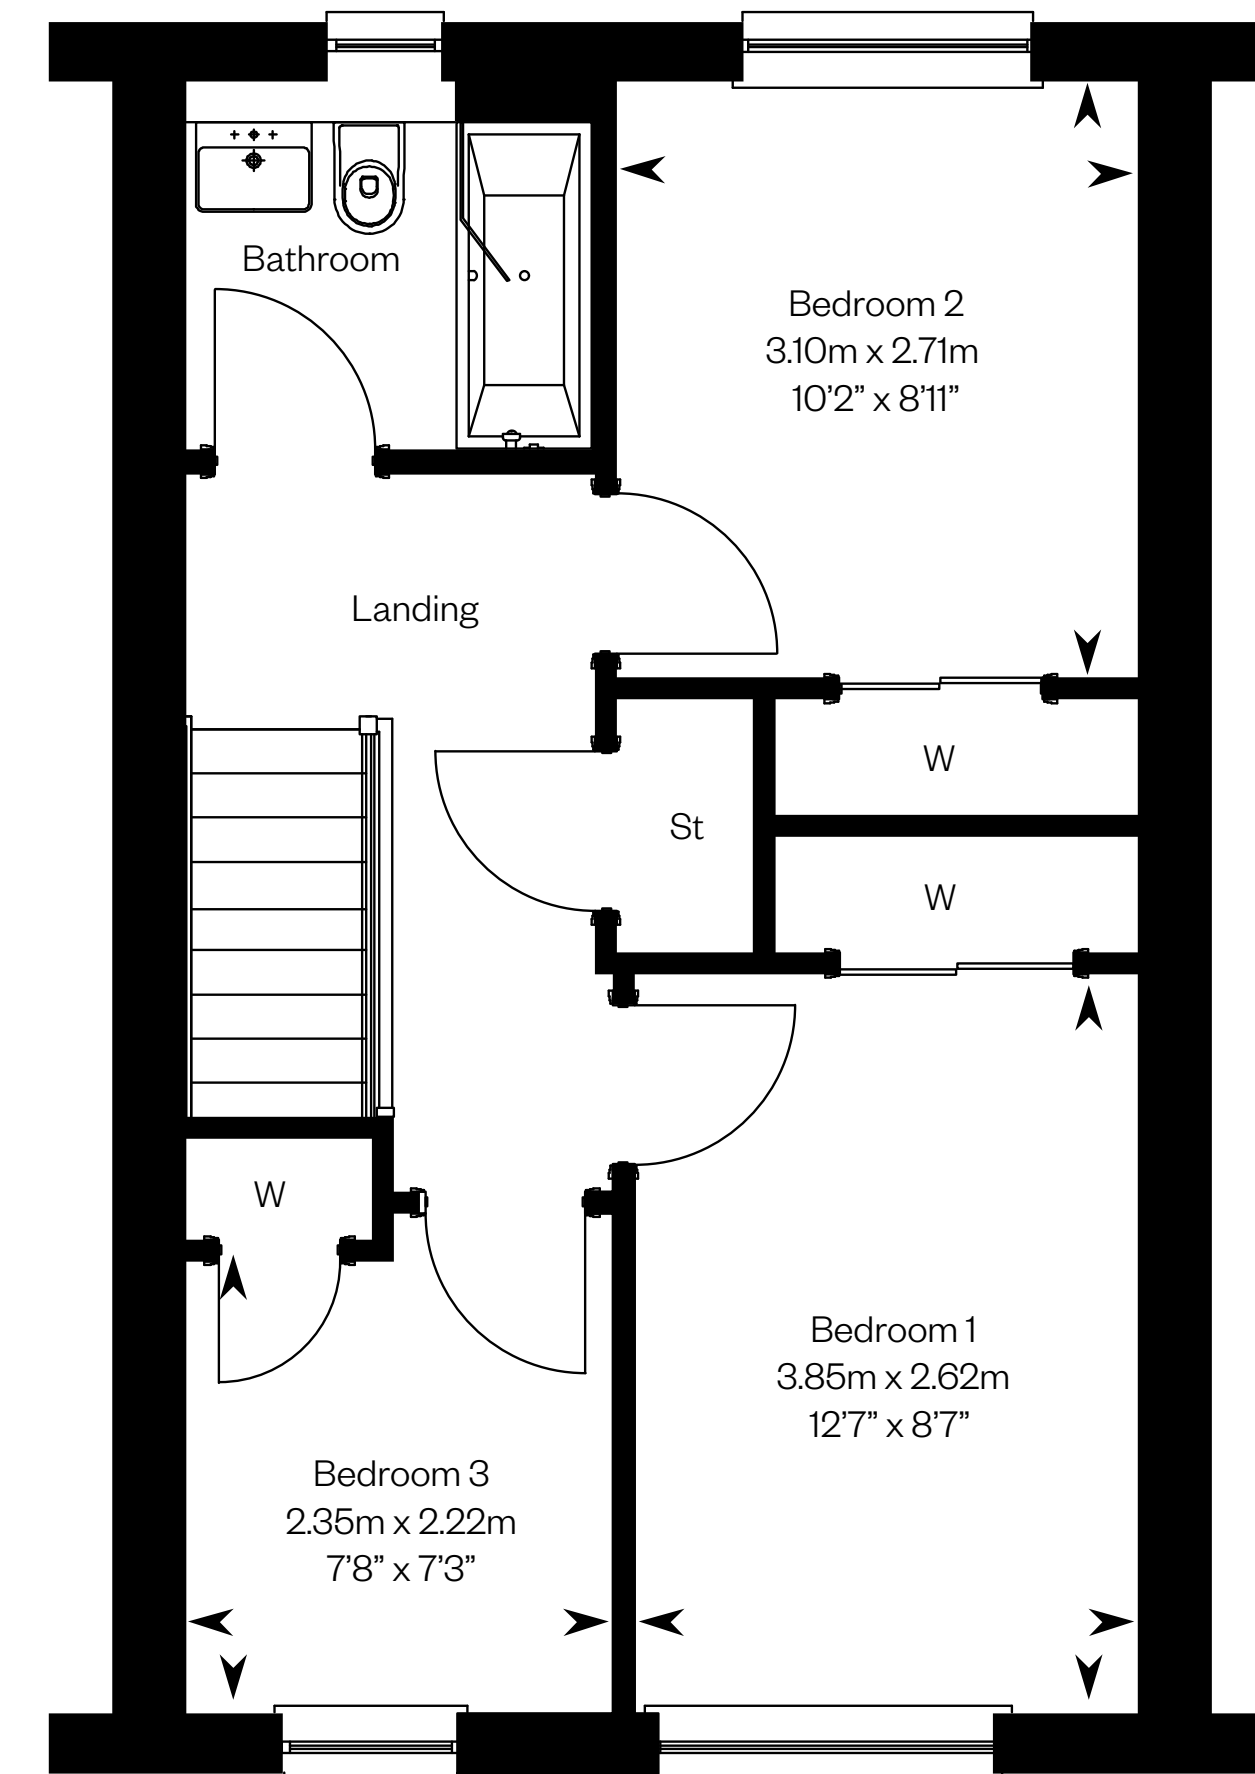 Bathroom
Bedroom 2
3.10m x 2.71m
10’2” x 8’11”
Landing
W
St
W
W
Bedroom 1
3.85m x 2.62m
12’7” x 8’7”
Bedroom 3
2.35m x 2.22m
7’8” x 7’3”